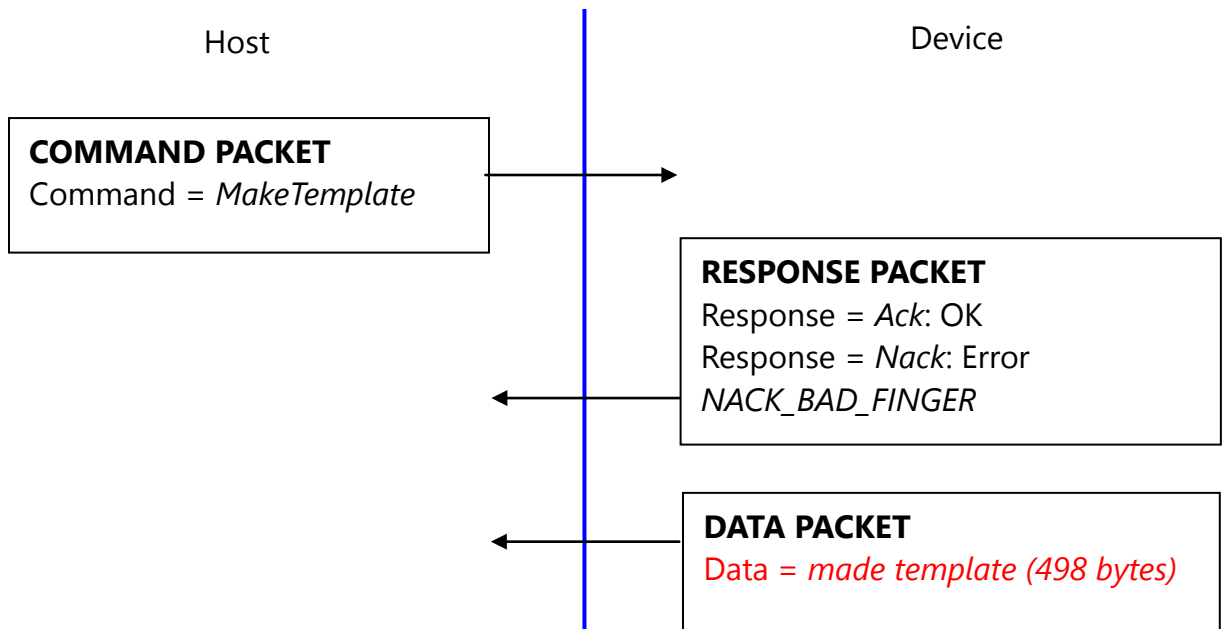 Host
Device
COMMAND PACKET
Command = MakeTemplate
RESPONSE PACKET
Response = Ack: OK
Response = Nack: Error
NACK_BAD_FINGER
DATA PACKET
Data = made template (498 bytes)